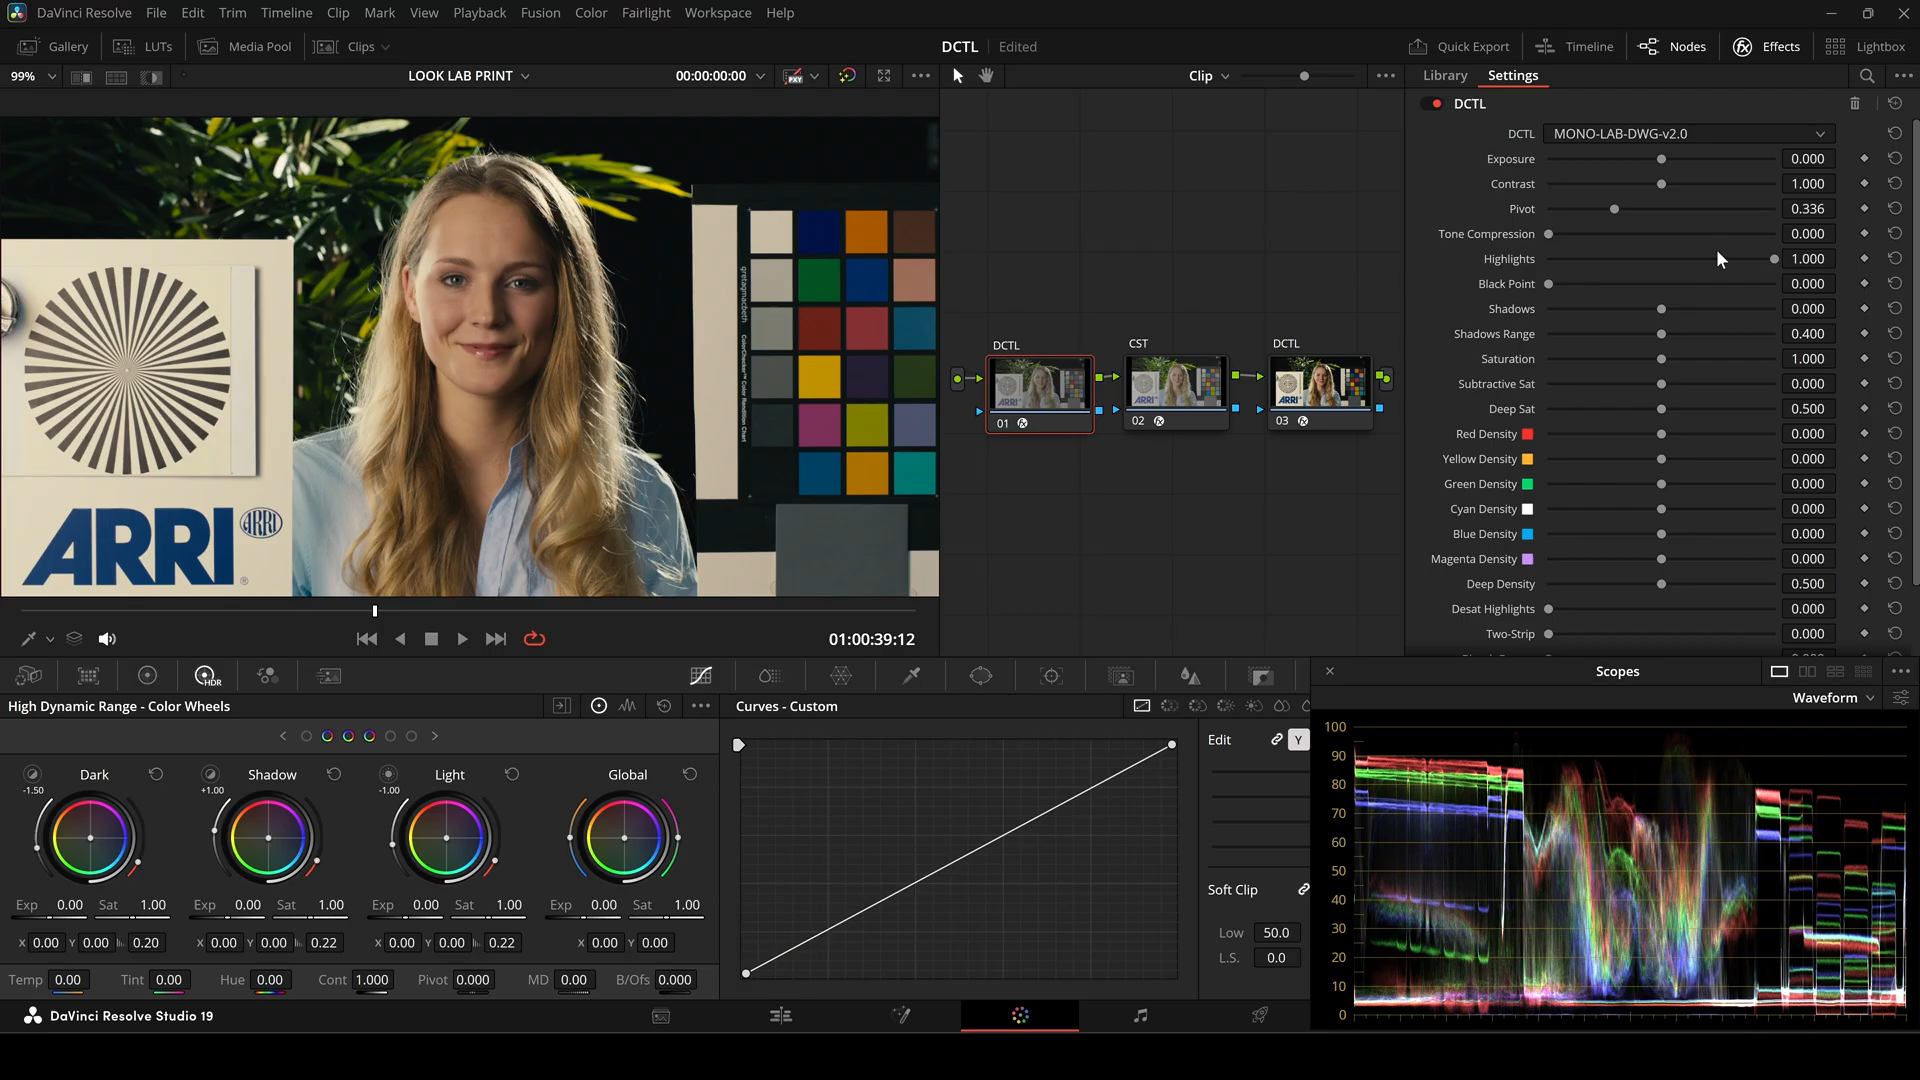 DaVinci Resolve File Edit Trim Timeline Clip Mark View Playback Fusion Color Fairlight Workspace Help
Gallery LUTs Media Pool Clips DCTL Edited Quick Export Timeline Nodes Effects Lightbox
99% LOOK LAB PRINT 00:00:00:00 Clip Library Settings
DCTL
DCTL MONO-LAB-DWG-v2.0
Exposure 0.000
Contrast 1.000
Pivot 0.336
Tone Compression 0.000
Highlights 1.000
Black Point 0.000
Shadows 0.000
Shadows Range 0.400
Saturation 1.000
Subtractive Sat 0.000
Deep Sat 0.500
Red Density 0.000
Yellow Density 0.000
Green Density 0.000
Cyan Density 0.000
Blue Density 0.000
Magenta Density 0.000
Deep Density 0.500
Desat Highlights 0.000
Two-Strip 0.000
gretagmacbeth
ColorChecker™ Color Rendition Chart
ARRI ARRI ®
DCTL CST DCTL
ARRI ARRI ARRI
01 02 03
01:00:39:12
HDR
High Dynamic Range - Color Wheels
Dark Shadow Light Global
-1.50 +1.00 -1.00
Exp 0.00 Sat 1.00 Exp 0.00 Sat 1.00 Exp 0.00 Sat 1.00 Exp 0.00 Sat 1.00
X 0.00 Y 0.00 0.20 X 0.00 Y 0.00 0.22 X 0.00 Y 0.00 0.22 X 0.00 Y 0.00
Temp 0.00 Tint 0.00 Hue 0.00 Cont 1.000 Pivot 0.000 MD 0.00 B/Ofs 0.000
Curves - Custom
Edit Y
Soft Clip
Low 50.0
L.S. 0.0
Scopes
Waveform
100
90
80
70
60
50
40
30
20
10
0
DaVinci Resolve Studio 19